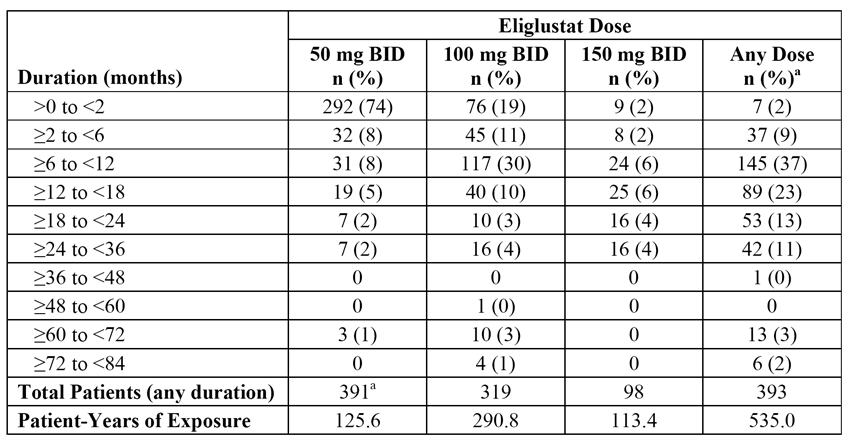 Eliglustat Dose
Duration (months) 50 mg BID n (%) 100 mg BID n (%) 150 mg BID n (%) Any Dose n (%)a
>0 to <2 292 (74) 76 (19) 9 (2) 7 (2)
≥2 to <6 32 (8) 45 (11) 8 (2) 37 (9)
≥6 to <12 31 (8) 117 (30) 24 (6) 145 (37)
≥12 to <18 19 (5) 40 (10) 25 (6) 89 (23)
≥18 to <24 7 (2) 10 (3) 16 (4) 53 (13)
≥24 to <36 7 (2) 16 (4) 16 (4) 42 (11)
≥36 to <48 0 0 0 1 (0)
≥48 to <60 0 1 (0) 0 0
≥60 to <72 3 (1) 10 (3) 0 13 (3)
≥72 to <84 0 4 (1) 0 6 (2)
Total Patients (any duration) 391a 319 98 393
Patient-Years of Exposure 125.6 290.8 113.4 535.0